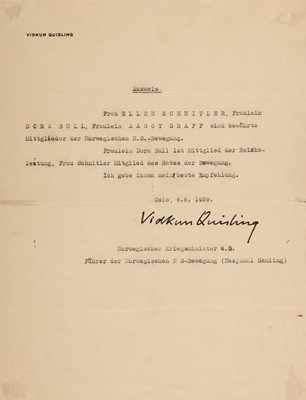 VIDKUN QUISLING
Ausweis.
Frau ELLEN SCHNITLER, Fraulein
DORA BULL, Fraulein AAGOT GRAFF sind bewährte
Mitglieder der Norwegischen N.S.-Bewegung.
Fraulein Dora Bull ist Mitglied der Reichs-
leitung, Frau Schnitler Mitglied des Rates der Bewegung.
Ich gebe ihnen mein beste Empfehlung.
Oslo, 6.6. 1939.
Vidkun Quisling
Norwegischer Kriegsminister a.D.
Führer der Norwegischen N S-Bewegung (Nasjonal Samling)